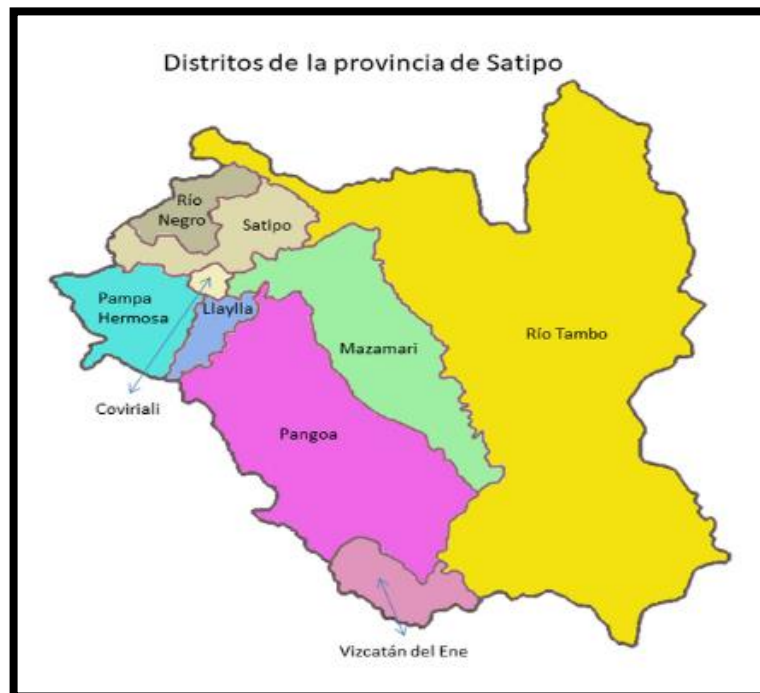 Distritos de la provincia de Satipo
Río
Negro
Satipo
Pampa
Hermosa
Llaylla
Mazamari
Río Tambo
Coviriali
Pangoa
Vizcatán del Ene